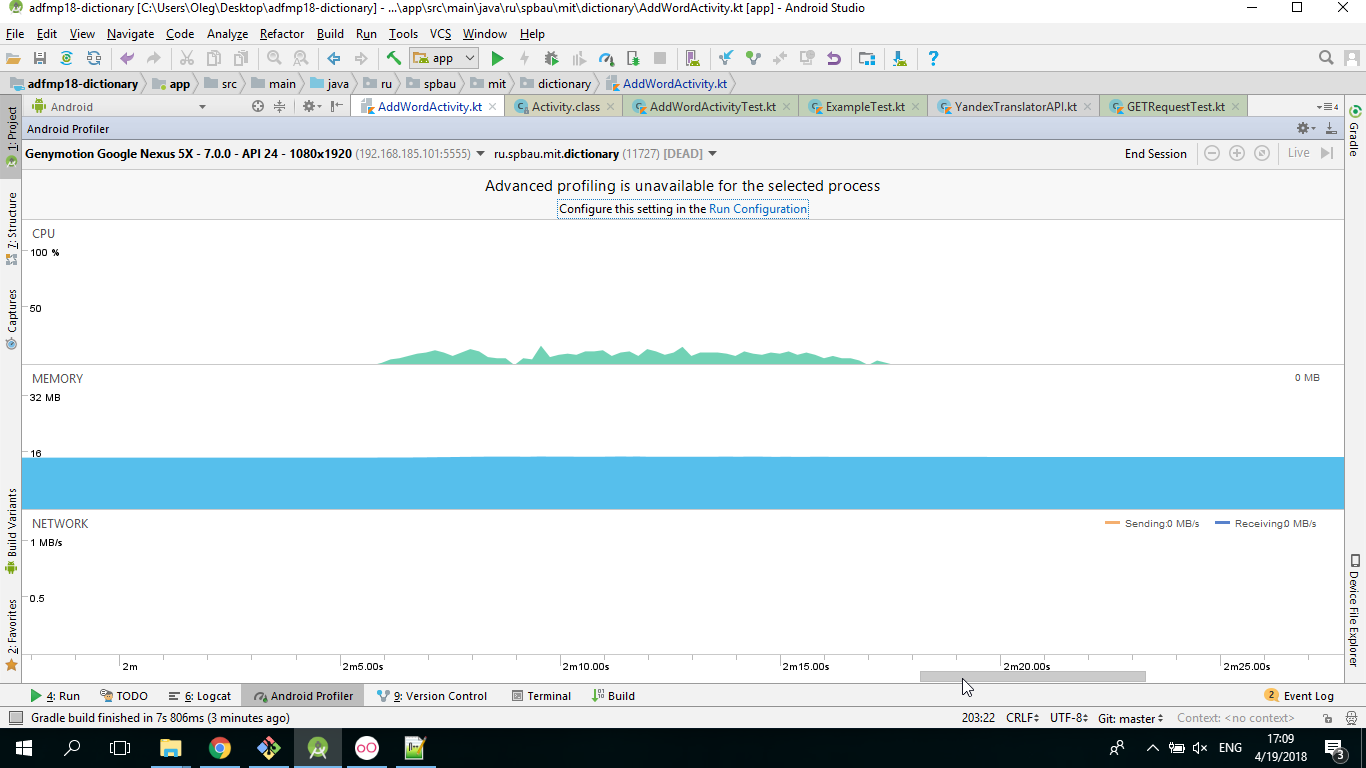 adfmp18-dictionary [C:\Users\Oleg\Desktop\adfmp18-dictionary] - ...\app\src\main\java\ru\spbau\mit\dictionary\AddWordActivity.kt [app] - Android Studio
File Edit View Navigate Code Analyze Refactor Build Run Tools VCS Window Help
app
adfmp18-dictionary app src main java ru spbau mit dictionary AddWordActivity.kt
Android AddWordActivity.kt Activity.class AddWordActivityTest.kt ExampleTest.kt YandexTranslatorAPI.kt GETRequestTest.kt 4
1: Project
7: Structure
Captures
Build Variants
2: Favorites
Gradle
Device File Explorer
Android Profiler
Genymotion Google Nexus 5X - 7.0.0 - API 24 - 1080x1920 (192.168.185.101:5555) ru.spbau.mit.dictionary (11727) [DEAD] End Session Live
Advanced profiling is unavailable for the selected process
Configure this setting in the Run Configuration
CPU
100 %
50
MEMORY 0 MB
32 MB
16
NETWORK Sending:0 MB/s Receiving:0 MB/s
1 MB/s
0.5
2m 2m5.00s 2m10.00s 2m15.00s 2m20.00s 2m25.00s
4: Run TODO 6: Logcat Android Profiler 9: Version Control Terminal Build 2 Event Log
Gradle build finished in 7s 806ms (3 minutes ago) 203:22 CRLF UTF-8 Git: master Context: <no context>
ENG 17:09
4/19/2018 3